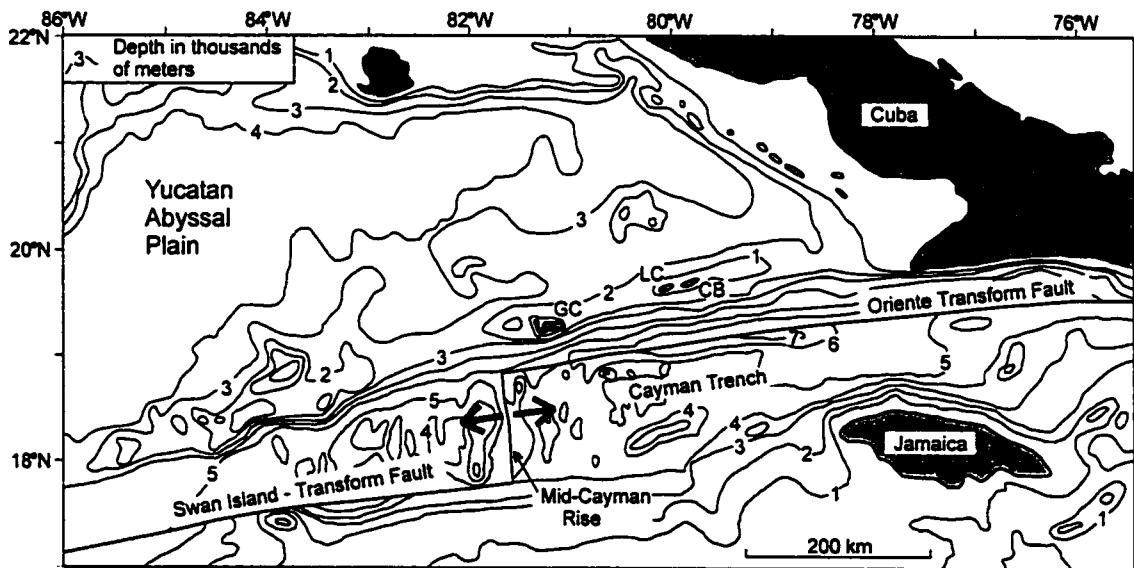 86°W 84°W 82°W 80°W 78°W 76°W
22°N
3 Depth in thousands
of meters
1
2
3
4
Cuba
Yucatan
Abyssal
Plain
3
20°N
LC 1
2 CB
GC
Oriente Transform Fault
3
7 6
3 2
5
Cayman Trench
5
4
4
4
3
Jamaica
18°N
5
2
Swan Island - Transform Fault
Mid-Cayman
Rise
1
1
200 km